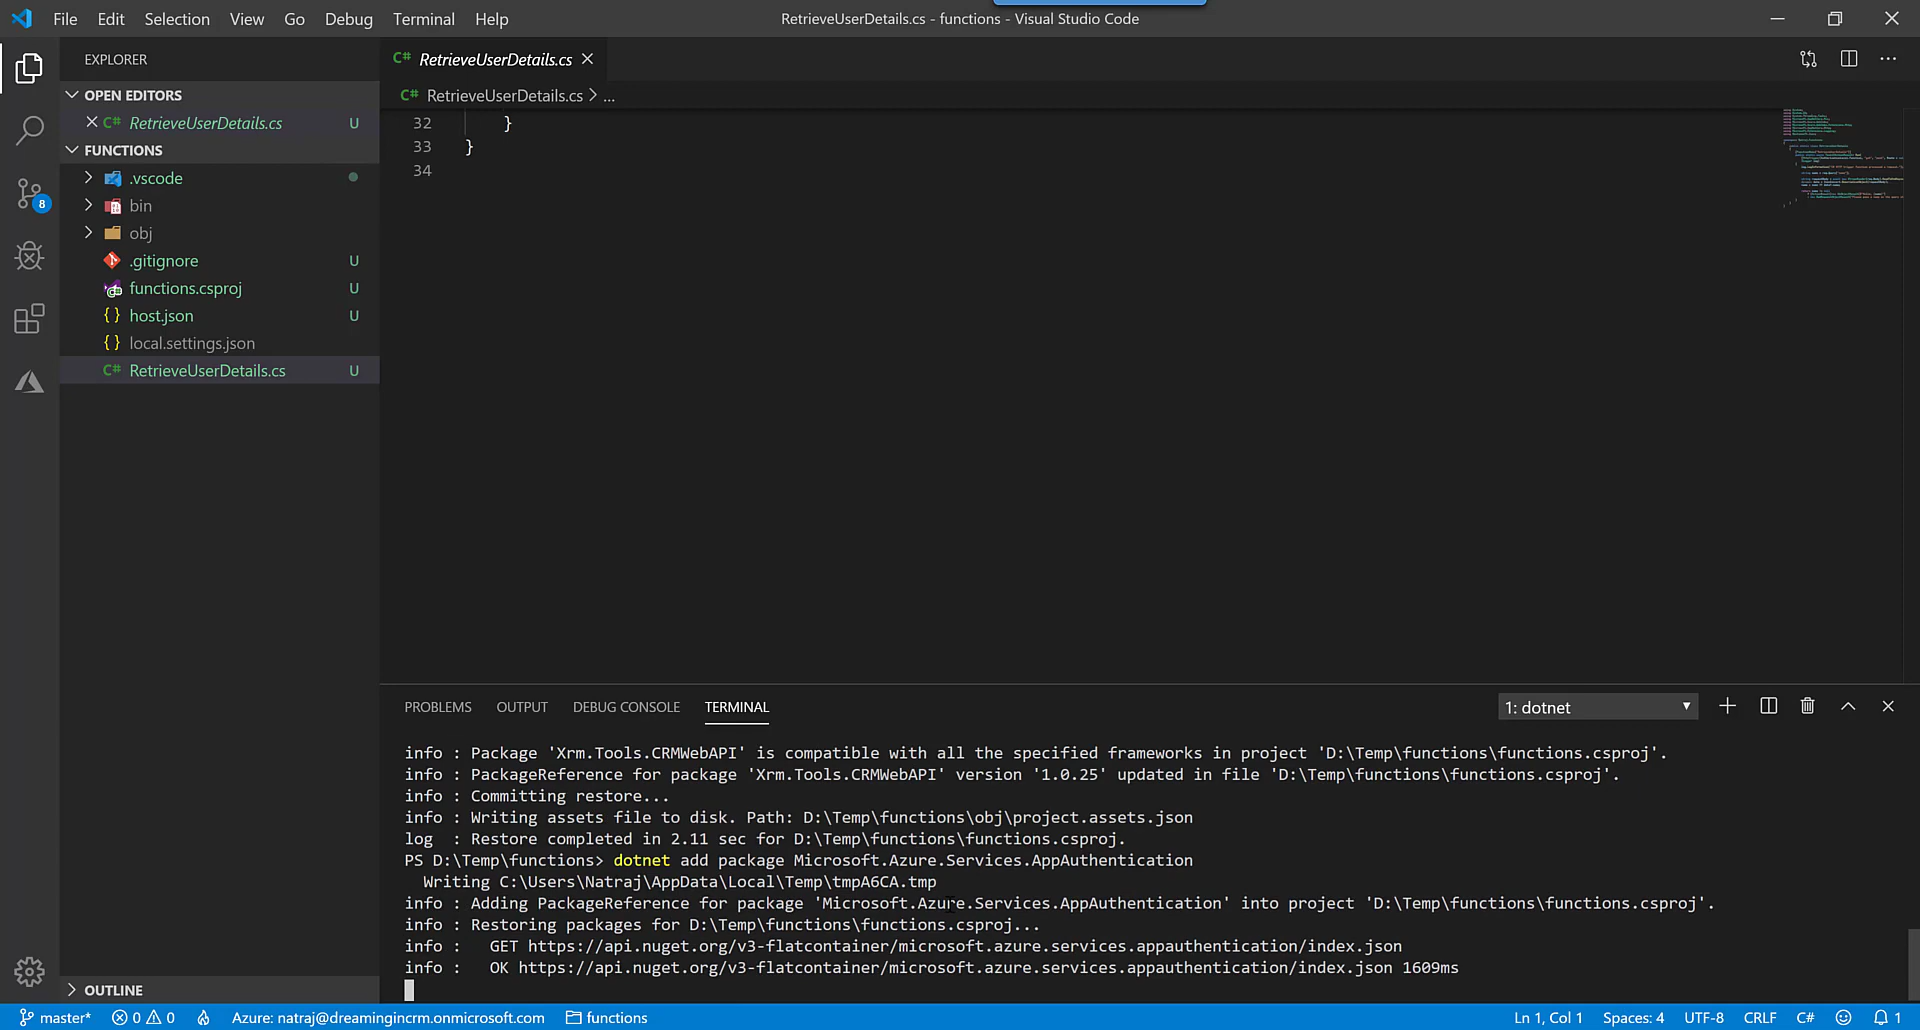 File Edit Selection View Go Debug Terminal Help
RetrieveUserDetails.cs - functions - Visual Studio Code
EXPLORER
OPEN EDITORS
RetrieveUserDetails.cs U
FUNCTIONS
.vscode
bin
obj
.gitignore U
functions.csproj U
host.json U
local.settings.json
RetrieveUserDetails.cs U
OUTLINE
8
C# RetrieveUserDetails.cs
C# RetrieveUserDetails.cs > ...
32 }
33 }
34
PROBLEMS OUTPUT DEBUG CONSOLE TERMINAL
1: dotnet
info : Package 'Xrm.Tools.CRMWebAPI' is compatible with all the specified frameworks in project 'D:\Temp\functions\functions.csproj'.
info : PackageReference for package 'Xrm.Tools.CRMWebAPI' version '1.0.25' updated in file 'D:\Temp\functions\functions.csproj'.
info : Committing restore...
info : Writing assets file to disk. Path: D:\Temp\functions\obj\project.assets.json
log  : Restore completed in 2.11 sec for D:\Temp\functions\functions.csproj.
PS D:\Temp\functions> dotnet add package Microsoft.Azure.Services.AppAuthentication
Writing C:\Users\Natraj\AppData\Local\Temp\tmpA6CA.tmp
info : Adding PackageReference for package 'Microsoft.Azure.Services.AppAuthentication' into project 'D:\Temp\functions\functions.csproj'.
info : Restoring packages for D:\Temp\functions\functions.csproj...
info :   GET https://api.nuget.org/v3-flatcontainer/microsoft.azure.services.appauthentication/index.json
info :   OK https://api.nuget.org/v3-flatcontainer/microsoft.azure.services.appauthentication/index.json 1609ms
master* 0 0 Azure: natraj@dreamingincrm.onmicrosoft.com functions Ln 1, Col 1 Spaces: 4 UTF-8 CRLF C# 1